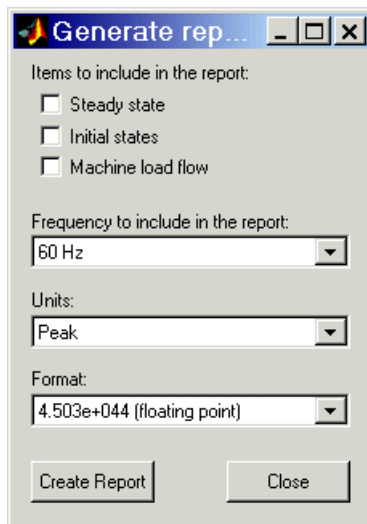 Generate rep...
Items to include in the report:
Steady state
Initial states
Machine load flow
Frequency to include in the report:
60 Hz
Units:
Peak
Format:
4.503e+044 (floating point)
Create Report Close